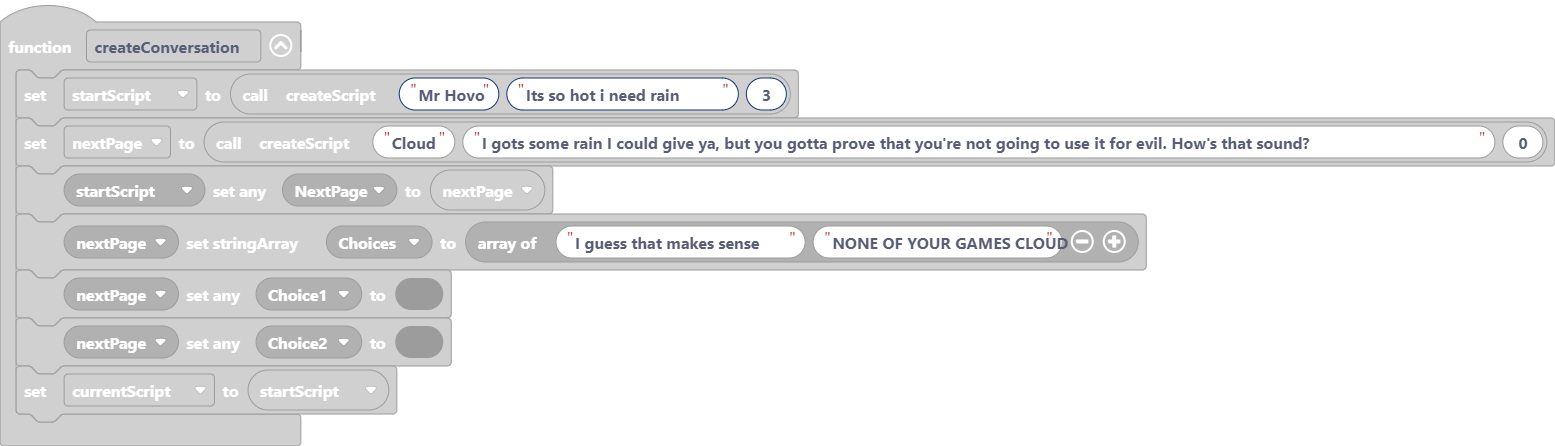 function createConversation
set startScript to call createScript "Mr Hovo" "Its so hot i need rain" 3
set nextPage to call createScript "Cloud" "I gots some rain I could give ya, but you gotta prove that you're not going to use it for evil. How's that sound?" 0
startScript set any NextPage to nextPage
nextPage set stringArray Choices to array of "I guess that makes sense" "NONE OF YOUR GAMES CLOUD"
nextPage set any Choice1 to
nextPage set any Choice2 to
set currentScript to startScript